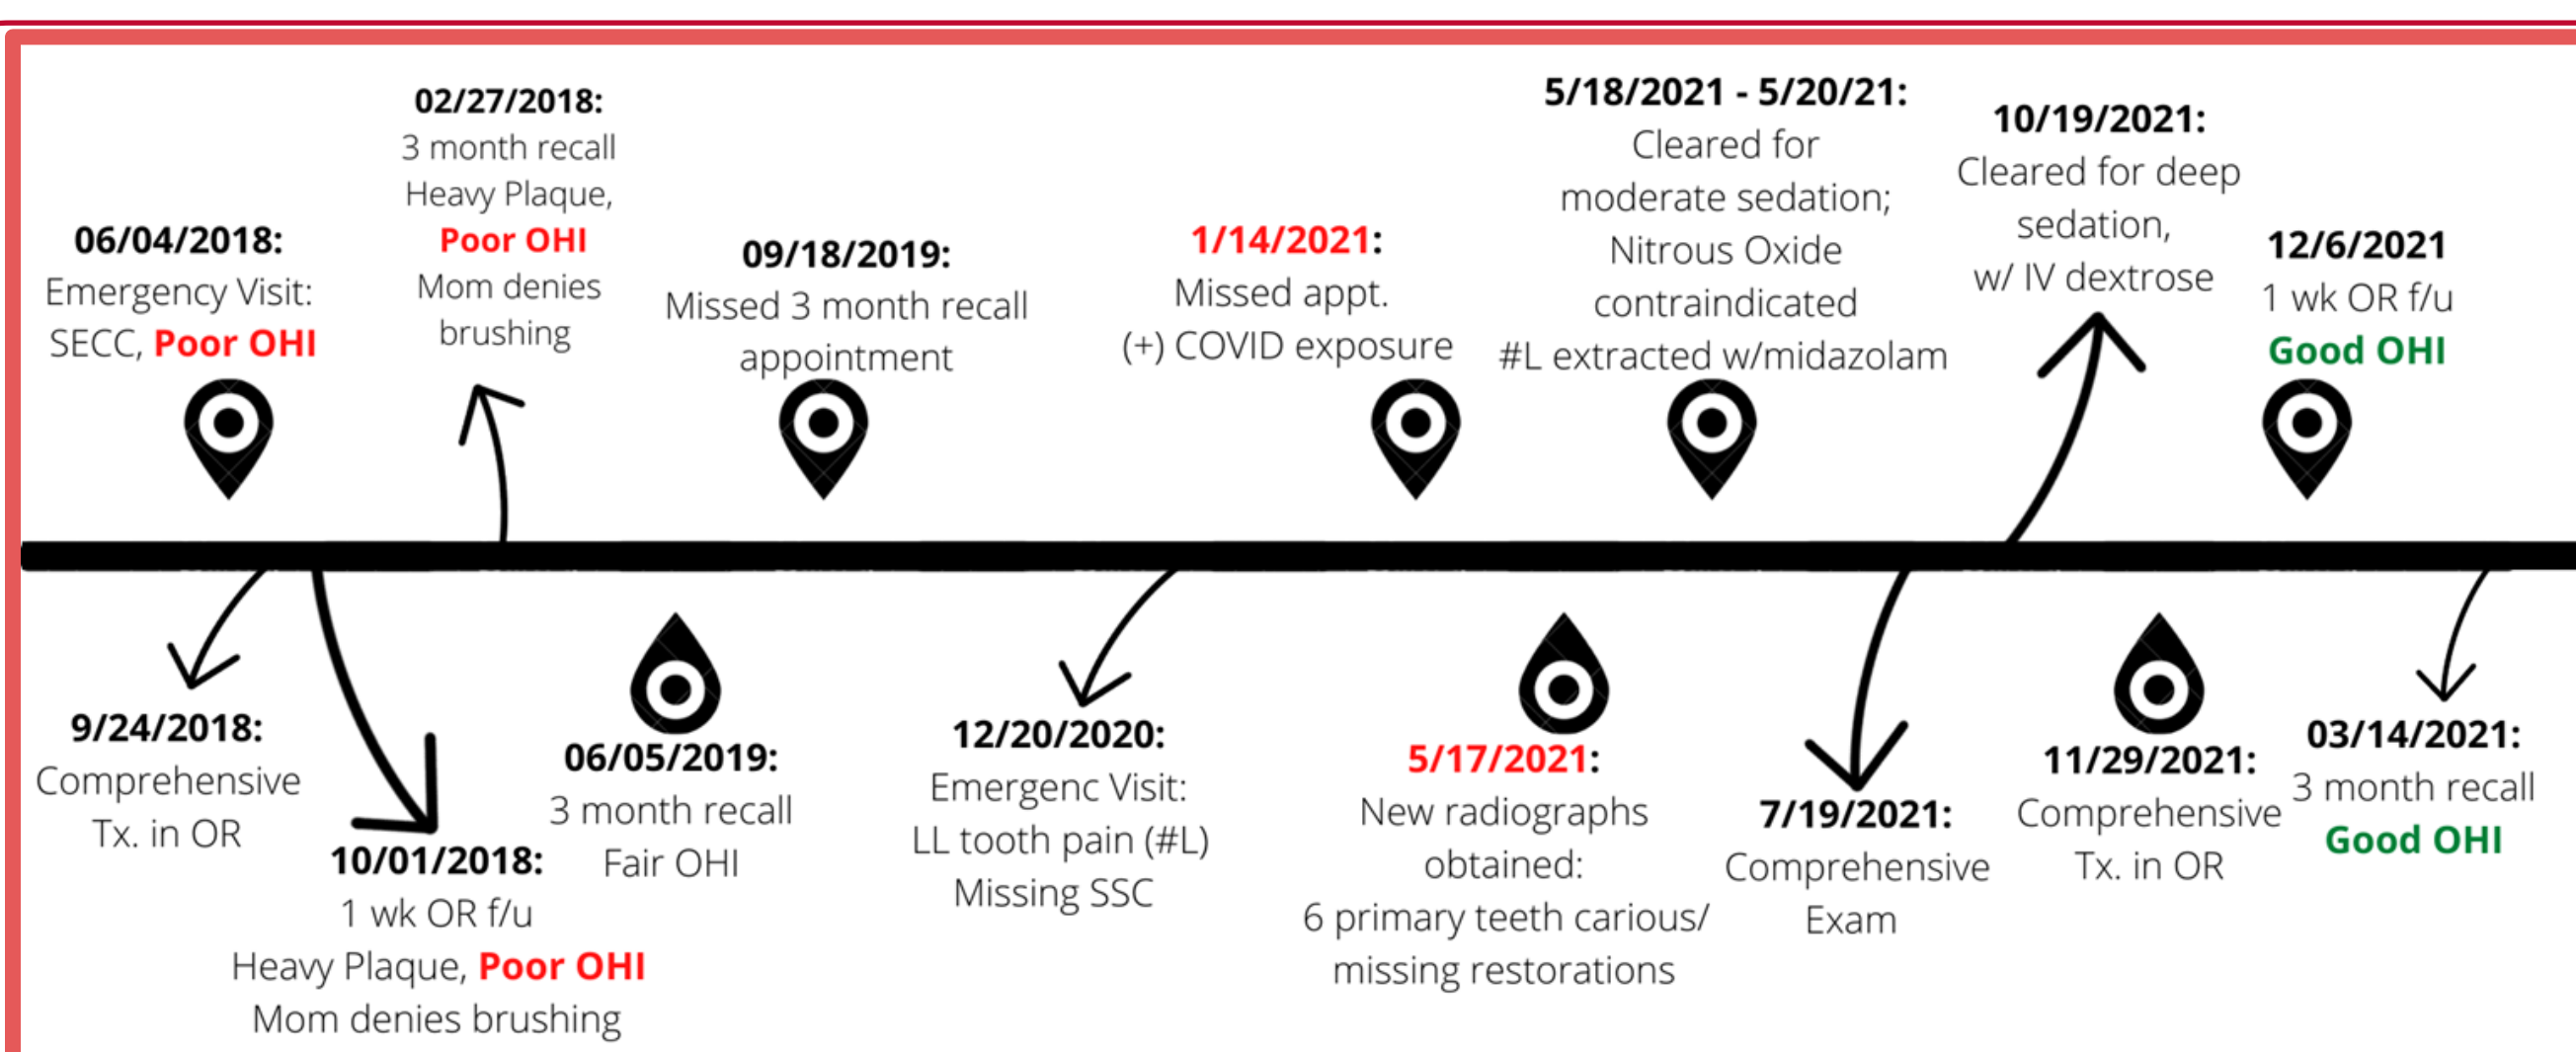 06/04/2018:
Emergency Visit:
SECC, Poor OHI
9/24/2018:
Comprehensive
Tx. in OR
10/01/2018:
1 wk OR f/u
Heavy Plaque, Poor OHI
Mom denies brushing
02/27/2018:
3 month recall
Heavy Plaque,
Poor OHI
Mom denies
brushing
06/05/2019:
3 month recall
Fair OHI
09/18/2019:
Missed 3 month recall
appointment
12/20/2020:
Emergenc Visit:
LL tooth pain (#L)
Missing SSC
1/14/2021:
Missed appt.
(+) COVID exposure
5/17/2021:
New radiographs
obtained:
6 primary teeth carious/
missing restorations
5/18/2021 - 5/20/21:
Cleared for
moderate sedation;
Nitrous Oxide
contraindicated
#L extracted w/midazolam
7/19/2021:
Comprehensive
Exam
10/19/2021:
Cleared for deep
sedation,
w/ IV dextrose
11/29/2021:
Comprehensive
Tx. in OR
12/6/2021
1 wk OR f/u
Good OHI
03/14/2021:
3 month recall
Good OHI